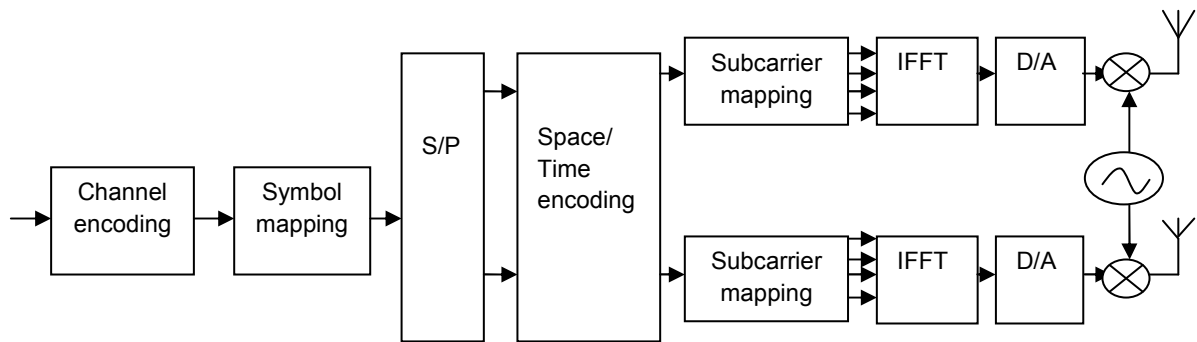 Channel
encoding
Symbol
mapping
S/P
Space/
Time
encoding
Subcarrier
mapping
IFFT
D/A
Subcarrier
mapping
IFFT
D/A